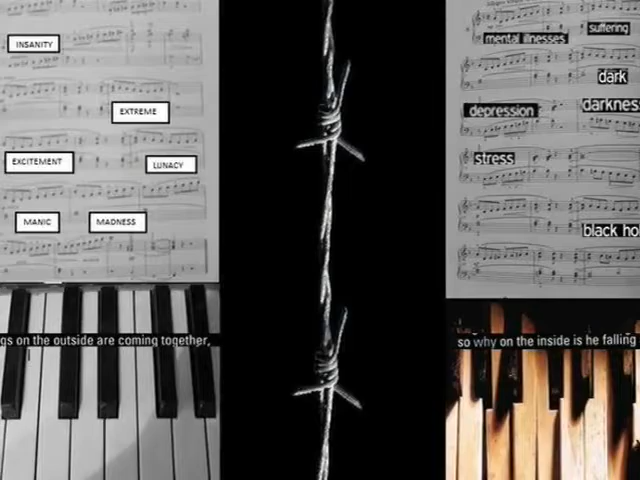 INSANITY
EXTREME
EXCITEMENT
LUNACY
MANIC
MADNESS
gs on the outside are coming together,
suffering
mental illnesses
dark
depression
darknes
stress
black ho
so why on the inside is he falling